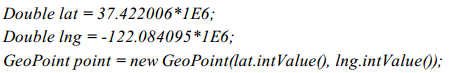 Double lat = 37.422006*1E6;
Double lng = -122.084095*1E6;
GeoPoint point = new GeoPoint(lat.intValue(), lng.intValue());